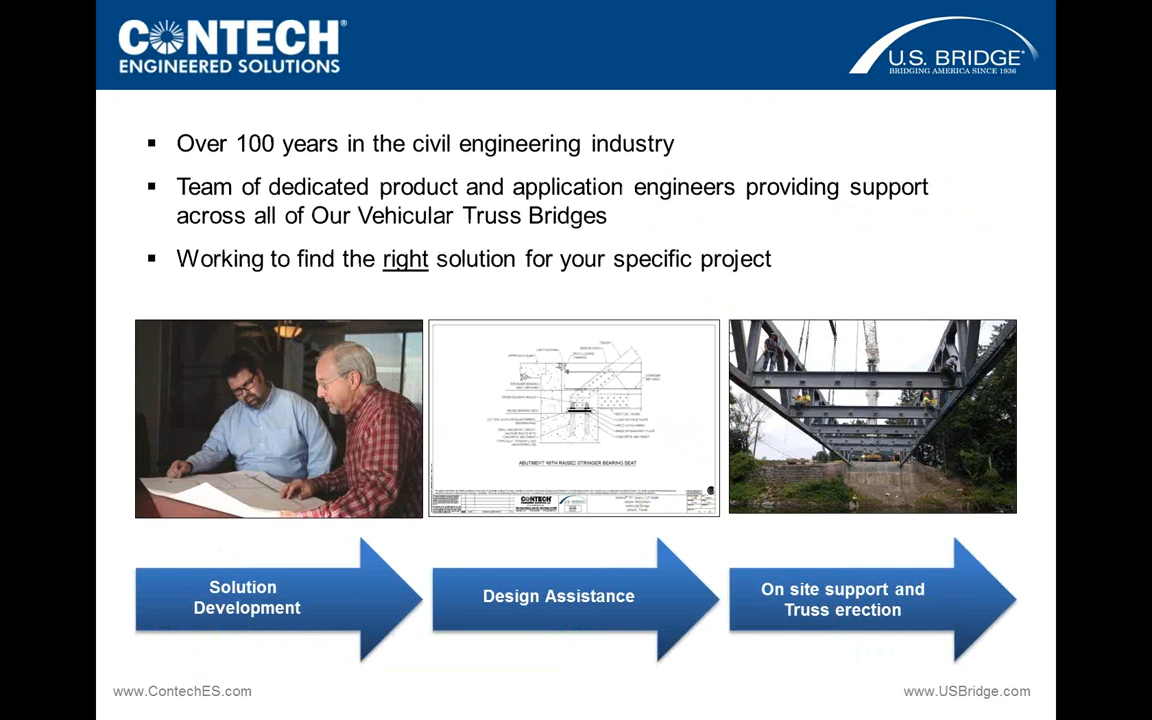 CONTECH®
ENGINEERED SOLUTIONS
U.S. BRIDGE®
BRIDGING AMERICA SINCE 1936
▪ Over 100 years in the civil engineering industry
▪ Team of dedicated product and application engineers providing support
across all of Our Vehicular Truss Bridges
▪ Working to find the right solution for your specific project
ABUTMENT WITH RAISED STRINGER BEARING SEAT
CONTECH
U.S. BRIDGE
Solution
Development
Design Assistance
On site support and
Truss erection
www.ContechES.com
www.USBridge.com